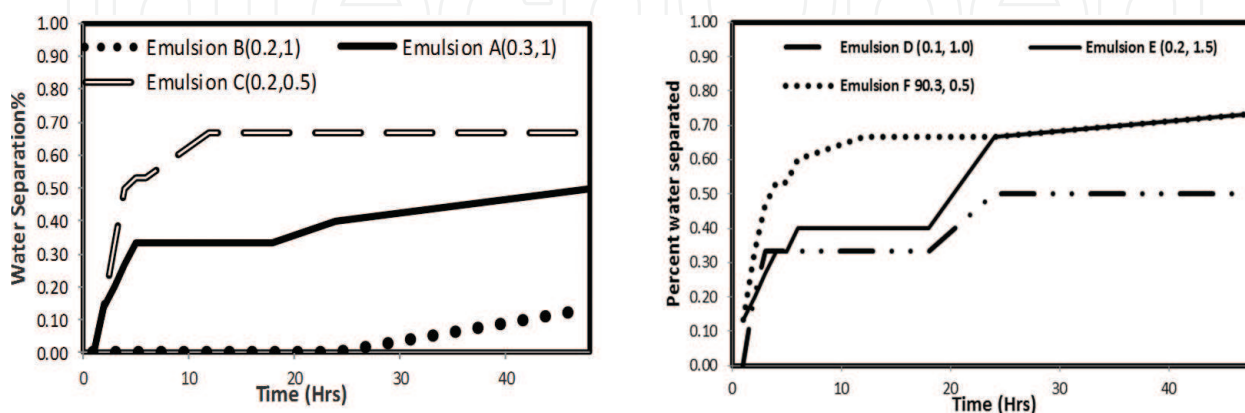 1.00
0.90
0.80
0.70
0.60
0.50
0.40
0.30
0.20
0.10
0.00
Water Separation%
Emulsion B(0.2,1)
Emulsion A(0.3,1)
Emulsion C(0.2,0.5)
0 10 20 30 40
Time (Hrs)
1.00
0.90
0.80
0.70
0.60
0.50
0.40
0.30
0.20
0.10
0.00
Percent water separated
Emulsion D (0.1, 1.0)
Emulsion E (0.2, 1.5)
Emulsion F 90.3, 0.5)
0 10 20 30 40
Time (Hrs)